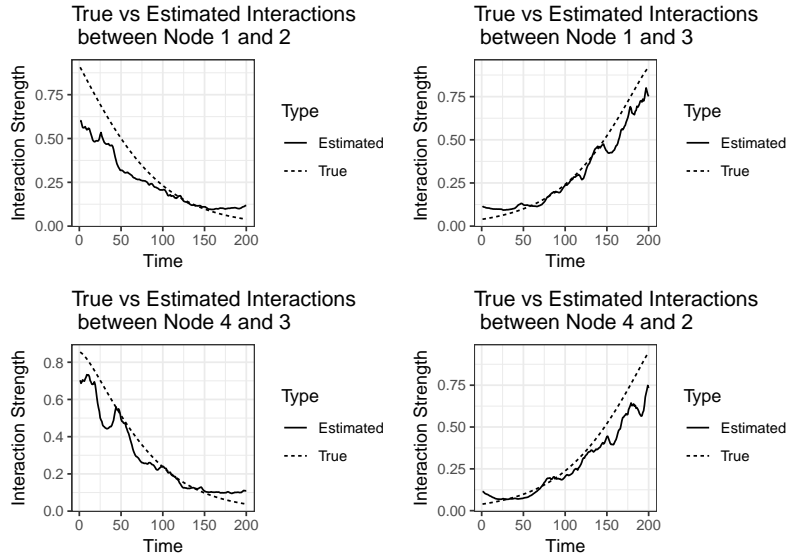 True vs Estimated Interactions
between Node 1 and 2
Interaction Strength
0.75
0.50
0.25
0.00
0 50 100 150 200
Time
Type
Estimated
True
True vs Estimated Interactions
between Node 1 and 3
Interaction Strength
0.75
0.50
0.25
0.00
0 50 100 150 200
Time
Type
Estimated
True
True vs Estimated Interactions
between Node 4 and 3
Interaction Strength
0.8
0.6
0.4
0.2
0.0
0 50 100 150 200
Time
Type
Estimated
True
True vs Estimated Interactions
between Node 4 and 2
Interaction Strength
0.75
0.50
0.25
0.00
0 50 100 150 200
Time
Type
Estimated
True